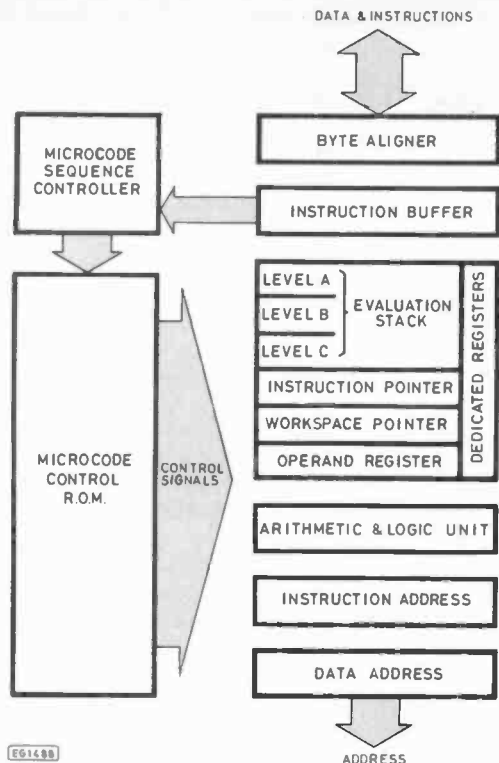 DATA & INSTRUCTIONS
MICROCODE
SEQUENCE
CONTROLLER
BYTE ALIGNER
INSTRUCTION BUFFER
LEVEL A
LEVEL B
LEVEL C
EVALUATION
STACK
DEDICATED REGISTERS
INSTRUCTION POINTER
WORKSPACE POINTER
OPERAND REGISTER
MICROCODE
CONTROL
R.O.M.
CONTROL
SIGNALS
ARITHMETIC & LOGIC UNIT
INSTRUCTION ADDRESS
DATA ADDRESS
EG1488
ADDRESS